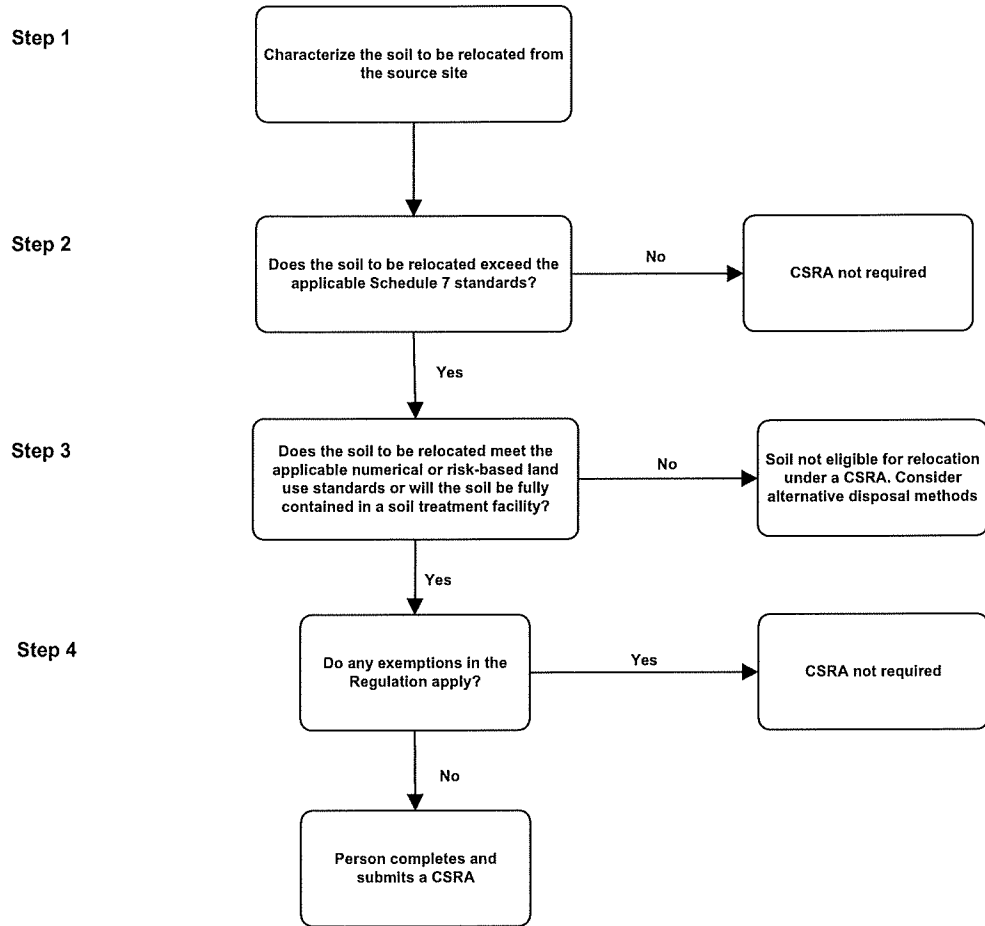 Step 1
Characterize the soil to be relocated from
the source site
Step 2
Does the soil to be relocated exceed the
applicable Schedule 7 standards?
No
CSRA not required
Yes
Step 3
Does the soil to be relocated meet the
applicable numerical or risk-based land
use standards or will the soil be fully
contained in a soil treatment facility?
No
Soil not eligible for relocation
under a CSRA. Consider
alternative disposal methods
Yes
Step 4
Do any exemptions in the
Regulation apply?
Yes
CSRA not required
No
Person completes and
submits a CSRA